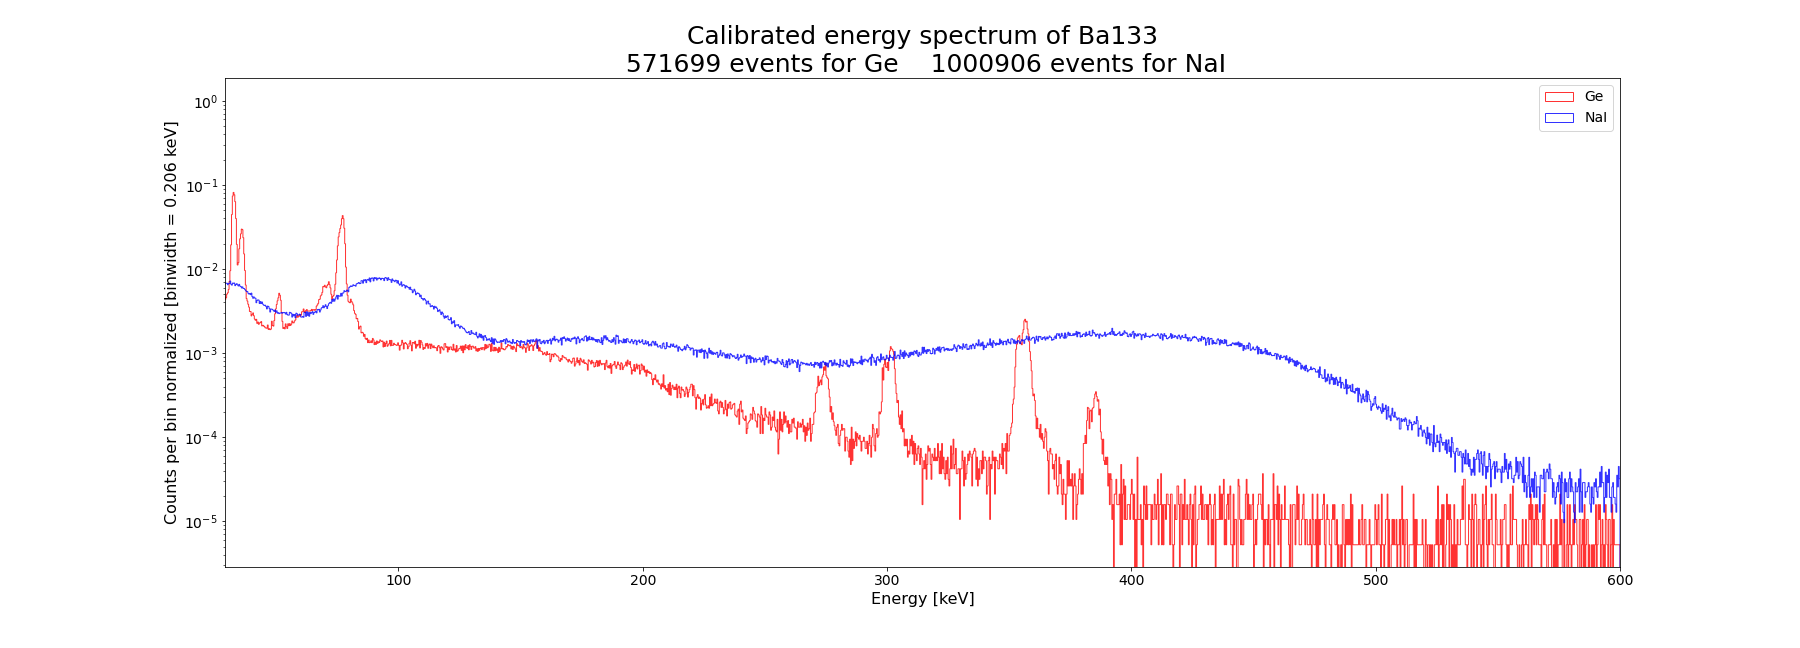 Calibrated energy spectrum of Ba133
571699 events for Ge    1000906 events for NaI
Ge
NaI
Counts per bin normalized [binwidth = 0.206 keV]
10⁰
10⁻¹
10⁻²
10⁻³
10⁻⁴
10⁻⁵
100 200 300 400 500 600
Energy [keV]